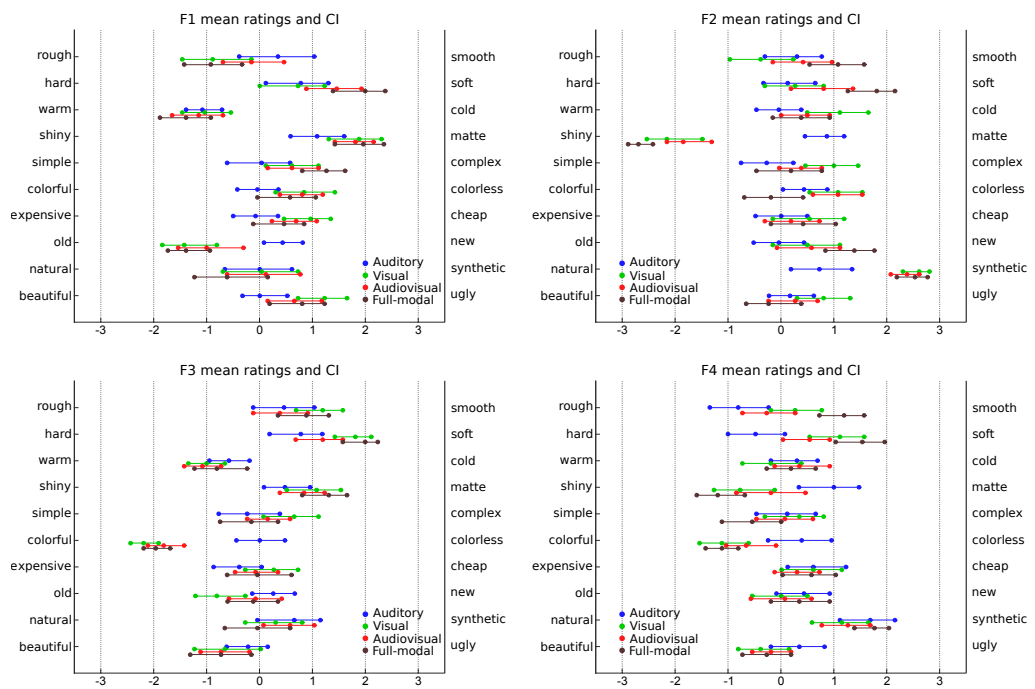 F1 mean ratings and CI
rough smooth
hard soft
warm cold
shiny matte
simple complex
colorful colorless
expensive cheap
old new
natural synthetic
beautiful ugly
Auditory
Visual
Audiovisual
Full-modal
-3 -2 -1 0 1 2 3
F2 mean ratings and CI
rough smooth
hard soft
warm cold
shiny matte
simple complex
colorful colorless
expensive cheap
old new
natural synthetic
beautiful ugly
Auditory
Visual
Audiovisual
Full-modal
-3 -2 -1 0 1 2 3
F3 mean ratings and CI
rough smooth
hard soft
warm cold
shiny matte
simple complex
colorful colorless
expensive cheap
old new
natural synthetic
beautiful ugly
Auditory
Visual
Audiovisual
Full-modal
-3 -2 -1 0 1 2 3
F4 mean ratings and CI
rough smooth
hard soft
warm cold
shiny matte
simple complex
colorful colorless
expensive cheap
old new
natural synthetic
beautiful ugly
Auditory
Visual
Audiovisual
Full-modal
-3 -2 -1 0 1 2 3